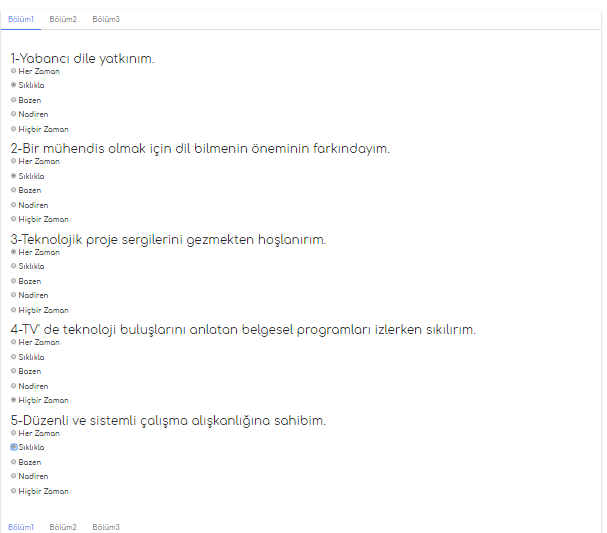 Bölüm1 Bölüm2 Bölüm3
1-Yabancı dile yatkınım.
Her Zaman
Sıklıkla
Bazen
Nadiren
Hiçbir Zaman
2-Bir mühendis olmak için dil bilmenin öneminin farkındayım.
Her Zaman
Sıklıkla
Bazen
Nadiren
Hiçbir Zaman
3-Teknolojik proje sergilerini gezmekten hoşlanırım.
Her Zaman
Sıklıkla
Bazen
Nadiren
Hiçbir Zaman
4-TV' de teknoloji buluşlarını anlatan belgesel programları izlerken sıkılırım.
Her Zaman
Sıklıkla
Bazen
Nadiren
Hiçbir Zaman
5-Düzenli ve sistemli çalışma alışkanlığına sahibim.
Her Zaman
Sıklıkla
Bazen
Nadiren
Hiçbir Zaman
Bölüm1 Bölüm2 Bölüm3